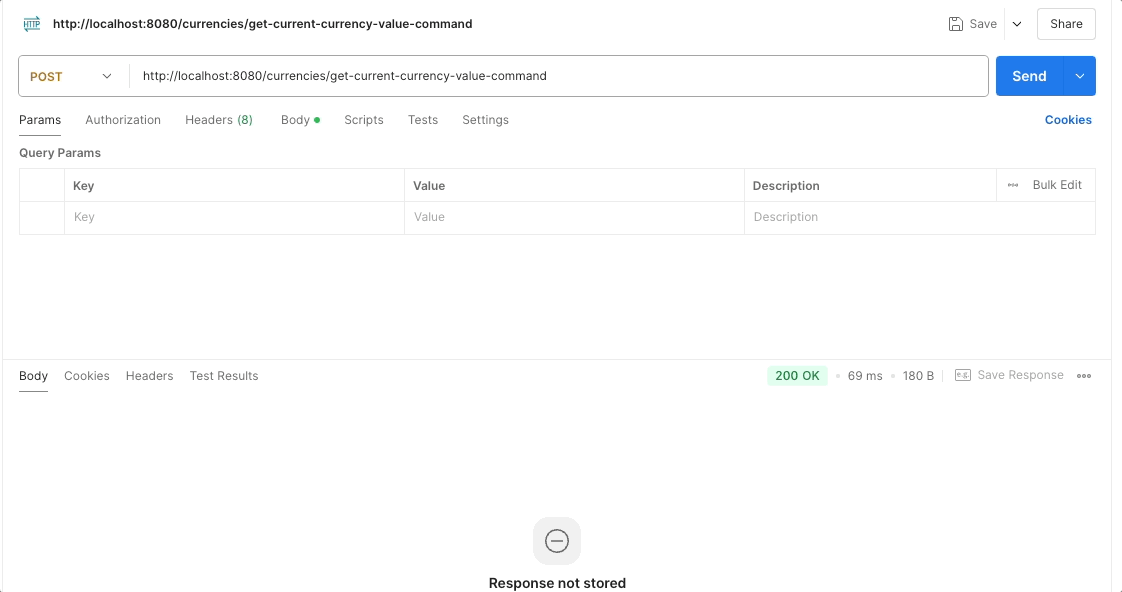 HTTP http://localhost:8080/currencies/get-current-currency-value-command Save Share
POST http://localhost:8080/currencies/get-current-currency-value-command Send
Params Authorization Headers (8) Body Scripts Tests Settings Cookies
Query Params
Key Value Description Bulk Edit
Key Value Description
Body Cookies Headers Test Results 200 OK 69 ms 180 B e.g. Save Response
Response not stored